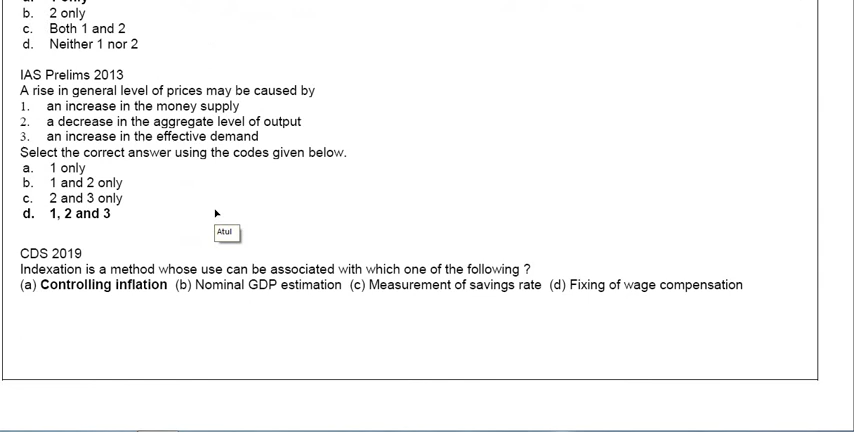 b. 2 only
c. Both 1 and 2
d. Neither 1 nor 2
IAS Prelims 2013
A rise in general level of prices may be caused by
1. an increase in the money supply
2. a decrease in the aggregate level of output
3. an increase in the effective demand
Select the correct answer using the codes given below.
a. 1 only
b. 1 and 2 only
c. 2 and 3 only
d. 1, 2 and 3
Atul
CDS 2019
Indexation is a method whose use can be associated with which one of the following ?
(a) Controlling inflation (b) Nominal GDP estimation (c) Measurement of savings rate (d) Fixing of wage compensation